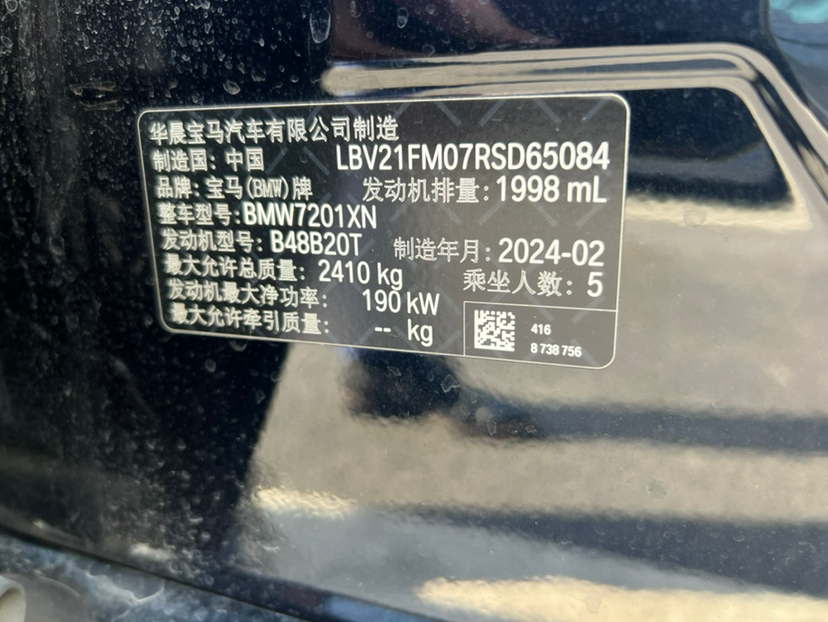 华晨宝马汽车有限公司制造
制造国: 中国 LBV21FM07RSD65084
品牌: 宝马(BMW)牌 发动机排量: 1998 mL
整车型号: BMW7201XN
发动机型号: B48B20T 制造年月: 2024-02
最大允许总质量: 2410 kg 乘坐人数: 5
发动机最大净功率: 190 kW
最大允许牵引质量: -- kg
416
8 738 756